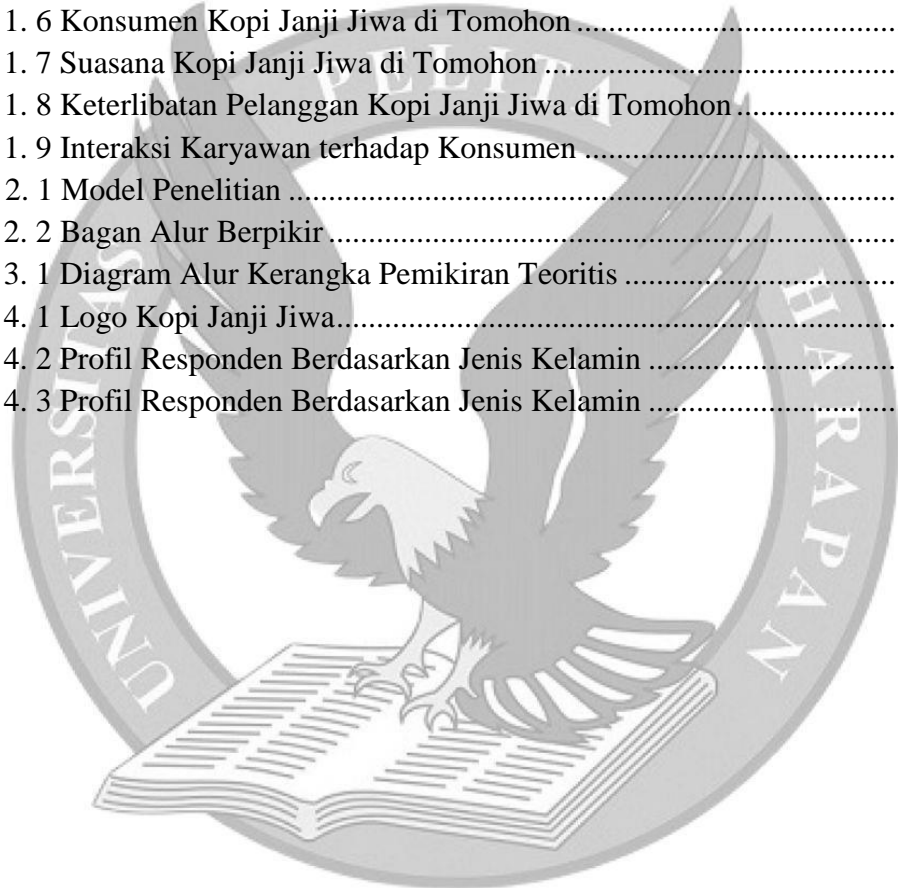 1. 6 Konsumen Kopi Janji Jiwa di Tomohon ........................................
1. 7 Suasana Kopi Janji Jiwa di Tomohon ............................................
1. 8 Keterlibatan Pelanggan Kopi Janji Jiwa di Tomohon ....................
1. 9 Interaksi Karyawan terhadap Konsumen .......................................
2. 1 Model Penelitian ............................................................................
2. 2 Bagan Alur Berpikir .......................................................................
3. 1 Diagram Alur Kerangka Pemikiran Teoritis ..................................
4. 1 Logo Kopi Janji Jiwa......................................................................
4. 2 Profil Responden Berdasarkan Jenis Kelamin ...............................
4. 3 Profil Responden Berdasarkan Jenis Kelamin ...............................
UNIVERSITAS PELITA HARAPAN